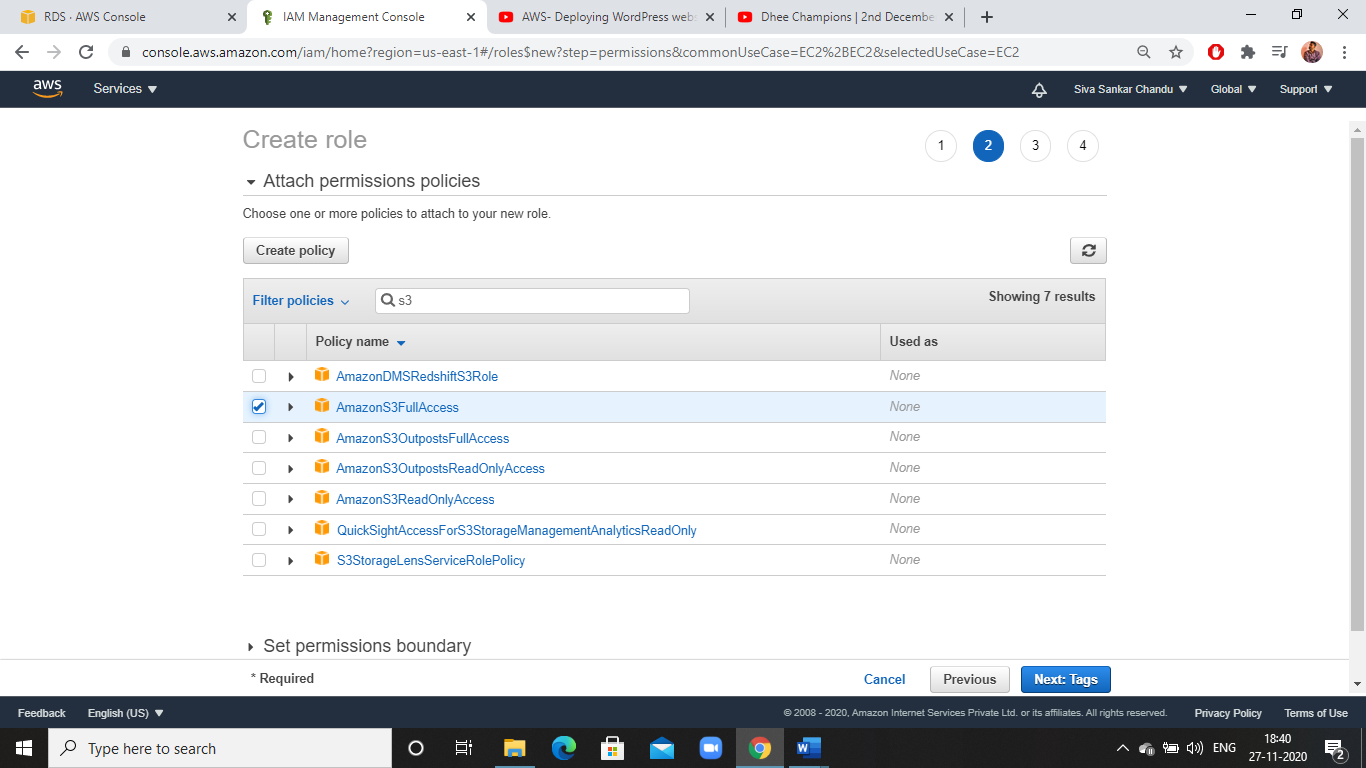 RDS · AWS Console
IAM Management Console
AWS- Deploying WordPress web
Dhee Champions | 2nd Decembe
console.aws.amazon.com/iam/home?region=us-east-1#/roles$new?step=permissions&commonUseCase=EC2%2BEC2&selectedUseCase=EC2
aws
Services
Siva Sankar Chandu
Global
Support
Create role
1
2
3
4
Attach permissions policies
Choose one or more policies to attach to your new role.
Create policy
Filter policies
s3
Showing 7 results
Policy name
Used as
AmazonDMSRedshiftS3Role
None
AmazonS3FullAccess
None
AmazonS3OutpostsFullAccess
None
AmazonS3OutpostsReadOnlyAccess
None
AmazonS3ReadOnlyAccess
None
QuickSightAccessForS3StorageManagementAnalyticsReadOnly
None
S3StorageLensServiceRolePolicy
None
Set permissions boundary
* Required
Cancel
Previous
Next: Tags
Feedback
English (US)
© 2008 - 2020, Amazon Internet Services Private Ltd. or its affiliates. All rights reserved.
Privacy Policy
Terms of Use
Type here to search
W
ENG
18:40
27-11-2020
2